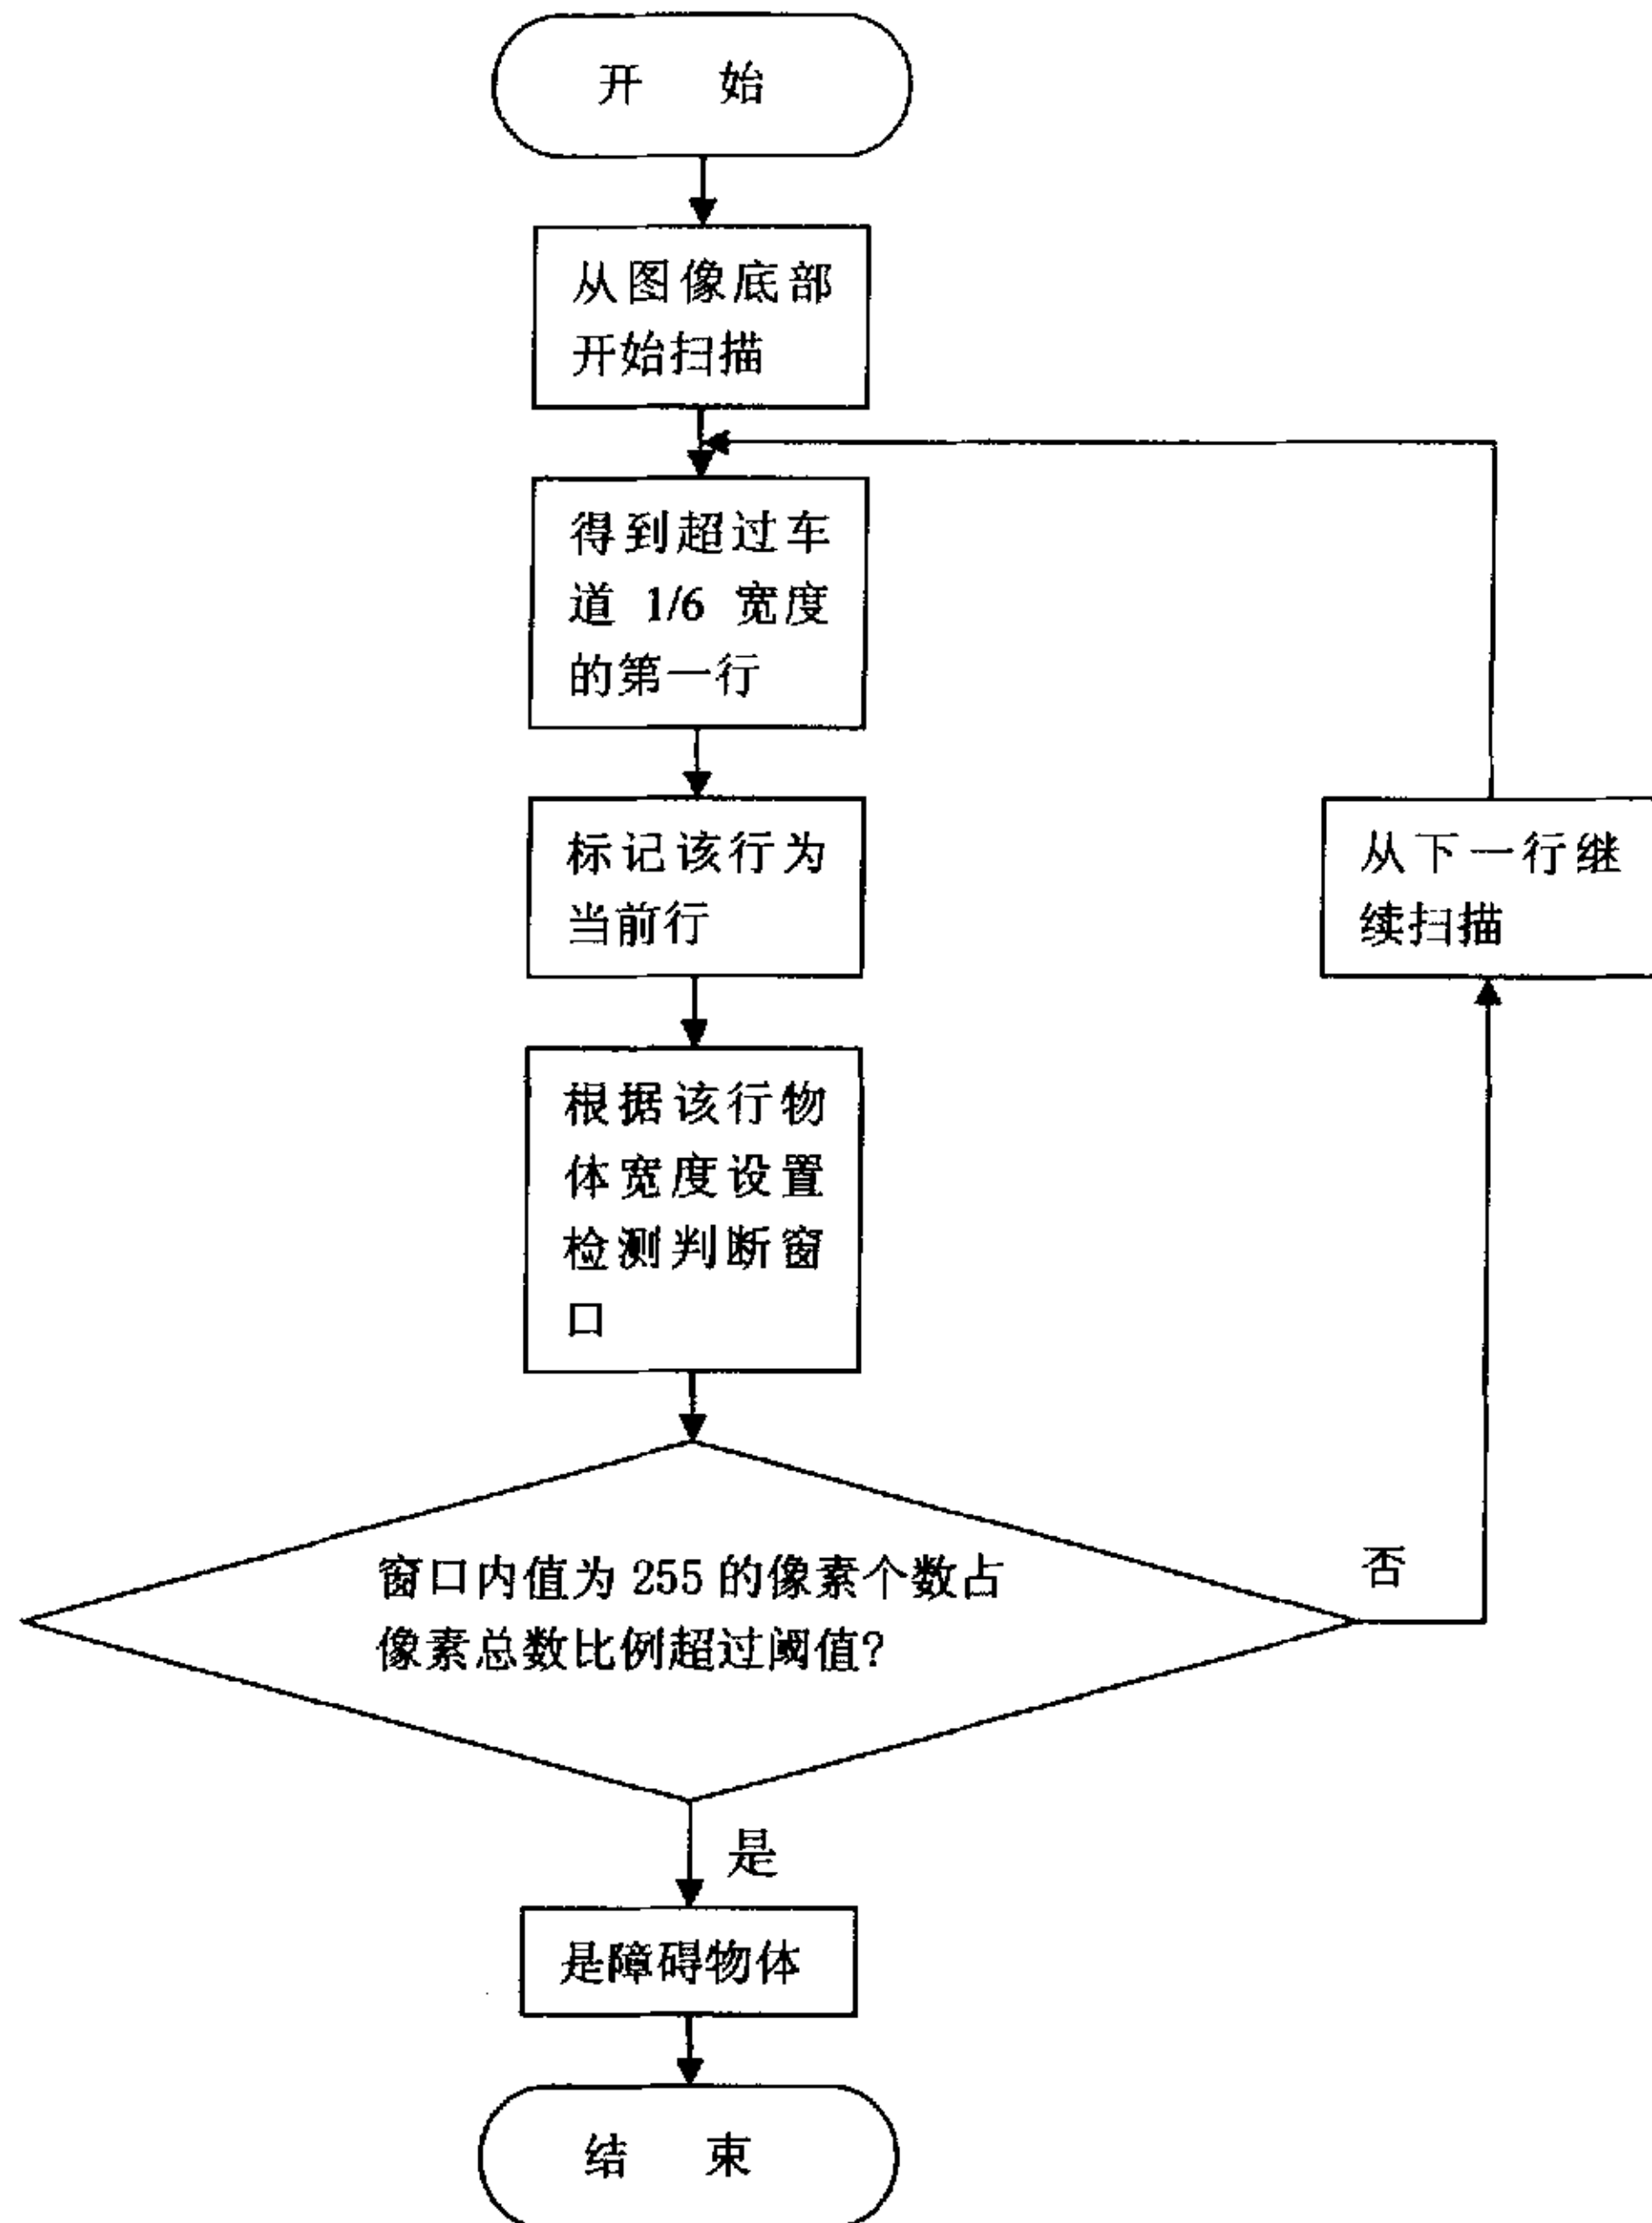 开 始
从图像底部
开始扫描
得到超过车
道 1/6 宽度
的第一行
标记该行为
当前行
从下一行继
续扫描
根据该行物
体宽度设置
检测判断窗
口
窗口内值为 255 的像素个数占
像素总数比例超过阈值?
否
是
是障碍物体
结 束